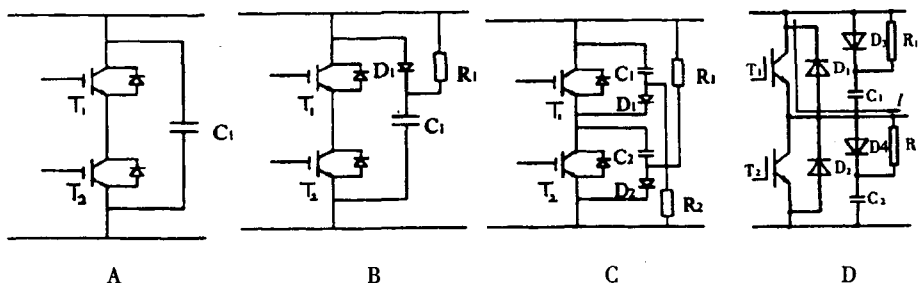 T₁
T₂
C₁
A
T₁
T₂
D₁
C₁
R₁
B
T₁
T₂
C₁
D₁
C₂
D₂
R₁
R₂
C
T₁
T₂
D₁
D₂
D₃
C₁
D4
C₂
R₁
l
R
D